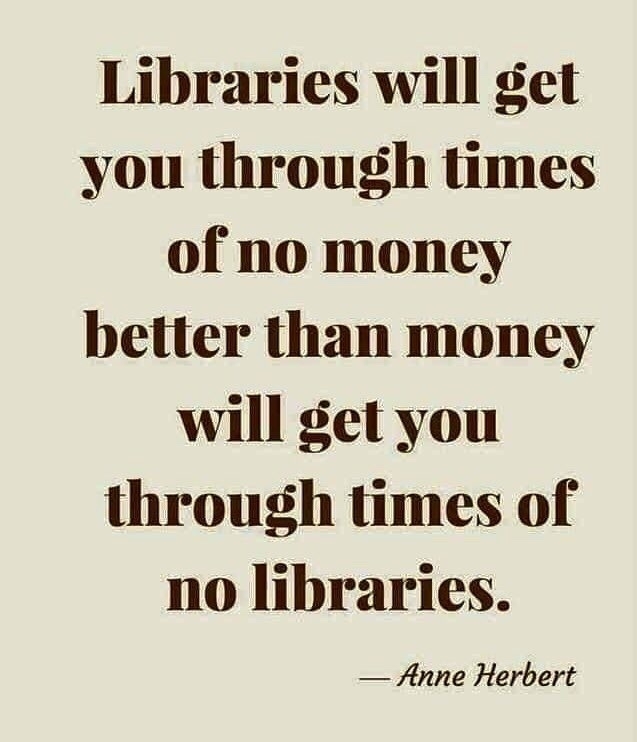 Libraries will get
you through times
of no money
better than money
will get you
through times of
no libraries.
— Anne Herbert